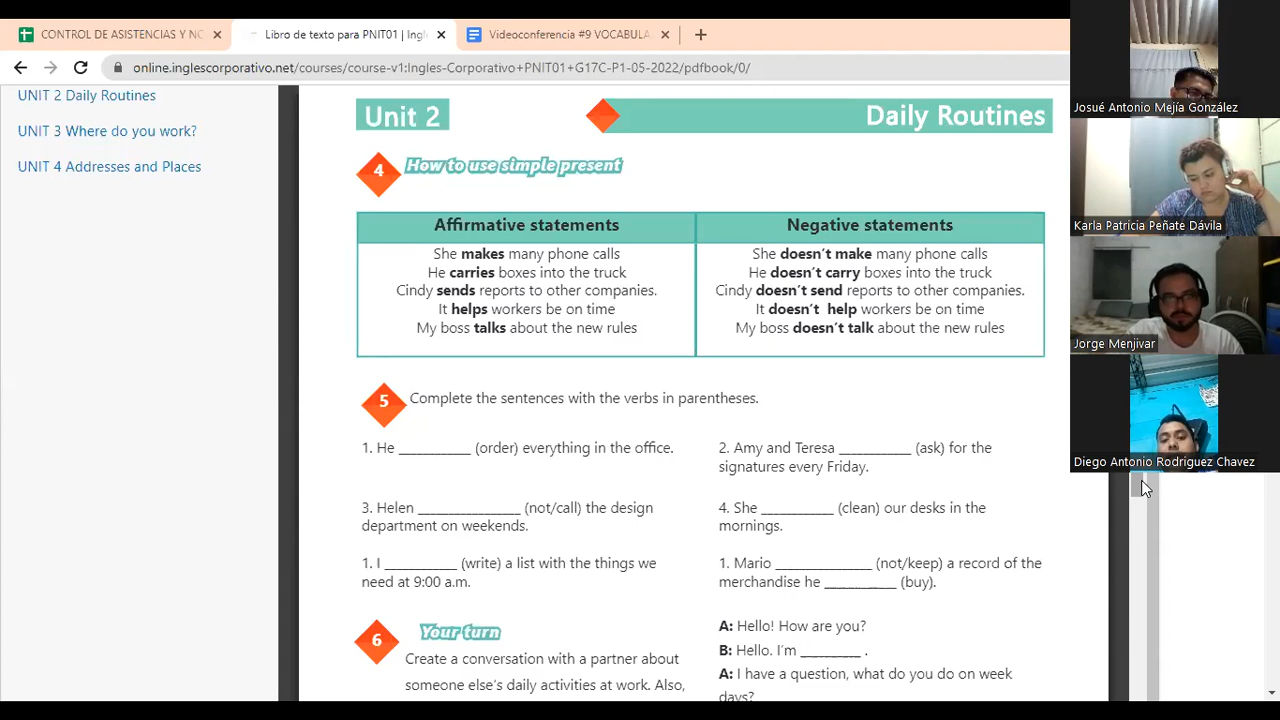 CONTROL DE ASISTENCIAS Y NC
Libro de texto para PNIT01 | Ingl
Videoconferencia #9 VOCABULA
online.inglescorporativo.net/courses/course-v1:Ingles-Corporativo+PNIT01+G17C-P1-05-2022/pdfbook/0/
UNIT 2 Daily Routines
UNIT 3 Where do you work?
UNIT 4 Addresses and Places
Unit 2
Daily Routines
4
How to use simple present
Affirmative statements
She makes many phone calls
He carries boxes into the truck
Cindy sends reports to other companies.
It helps workers be on time
My boss talks about the new rules
Negative statements
She doesn't make many phone calls
He doesn't carry boxes into the truck
Cindy doesn't send reports to other companies.
It doesn't help workers be on time
My boss doesn't talk about the new rules
5
Complete the sentences with the verbs in parentheses.
1. He __________ (order) everything in the office.
2. Amy and Teresa __________ (ask) for the
signatures every Friday.
3. Helen ______________ (not/call) the design
department on weekends.
4. She __________ (clean) our desks in the
mornings.
1. I __________ (write) a list with the things we
need at 9:00 a.m.
1. Mario _____________ (not/keep) a record of the
merchandise he __________ (buy).
6
Your turn
Create a conversation with a partner about
someone else's daily activities at work. Also,
A: Hello! How are you?
B: Hello. I'm ________ .
A: I have a question, what do you do on week
days?
Josué Antonio Mejía González
Karla Patricia Peñate Dávila
Jorge Menjivar
Diego Antonio Rodriguez Chavez